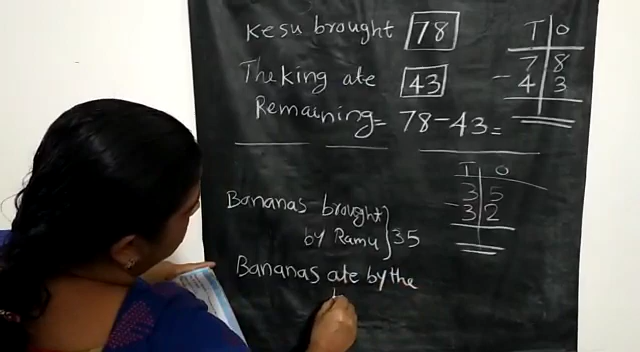 Kesu brought 78
The king ate 43
Remaining = 78-43=
T O
7 8
- 4 3
Bananas brought
by Ramu } 35
Bananas ate by the
T O
3 5
- 3 2